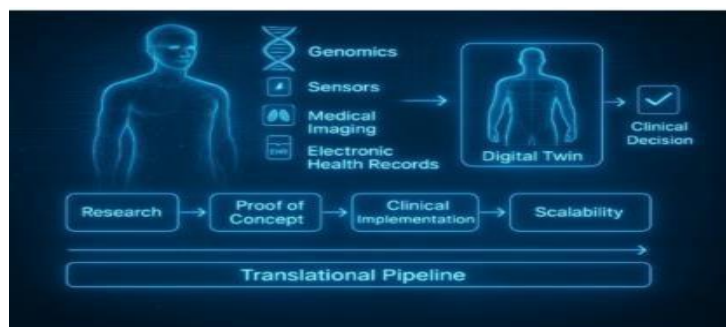 Genomics
Sensors
Medical
Imaging
Electronic
Health Records
EHR
Digital Twin
Clinical
Decision
Research
Proof of
Concept
Clinical
Implementation
Scalability
Translational Pipeline